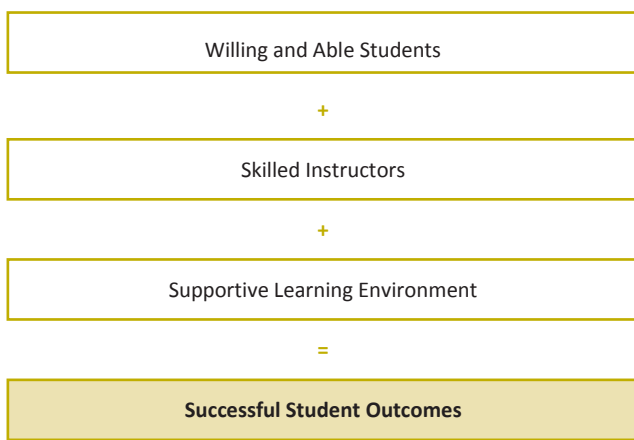 Willing and Able Students
+
Skilled Instructors
+
Supportive Learning Environment
=
Successful Student Outcomes